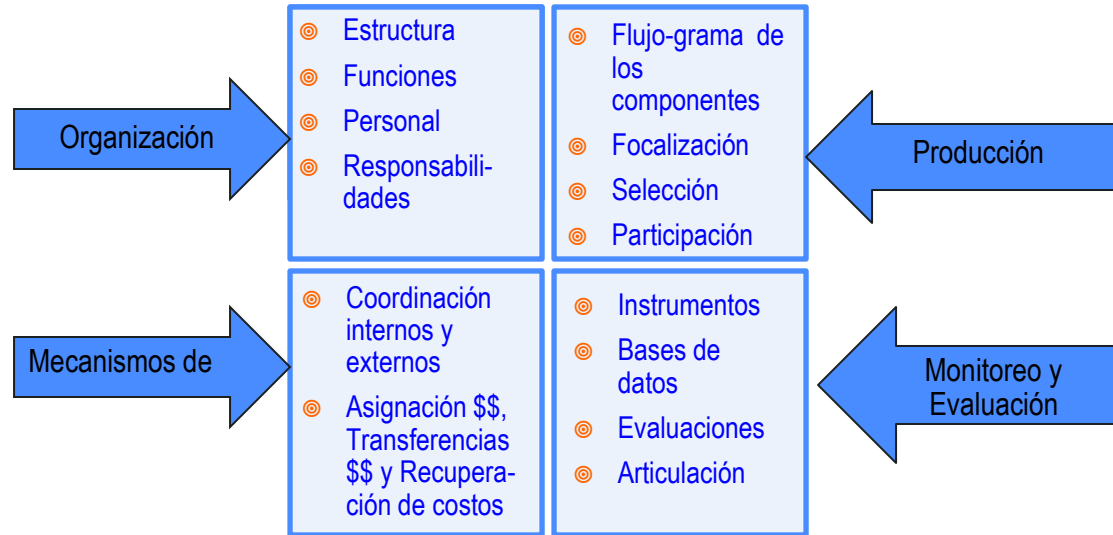 Organización
Estructura
Funciones
Personal
Responsabili-
dades
Flujo-grama de
los
componentes
Focalización
Selección
Participación
Producción
Mecanismos de
Coordinación
internos y
externos
Asignación $$,
Transferencias
$$ y Recupera-
ción de costos
Instrumentos
Bases de
datos
Evaluaciones
Articulación
Monitoreo y
Evaluación